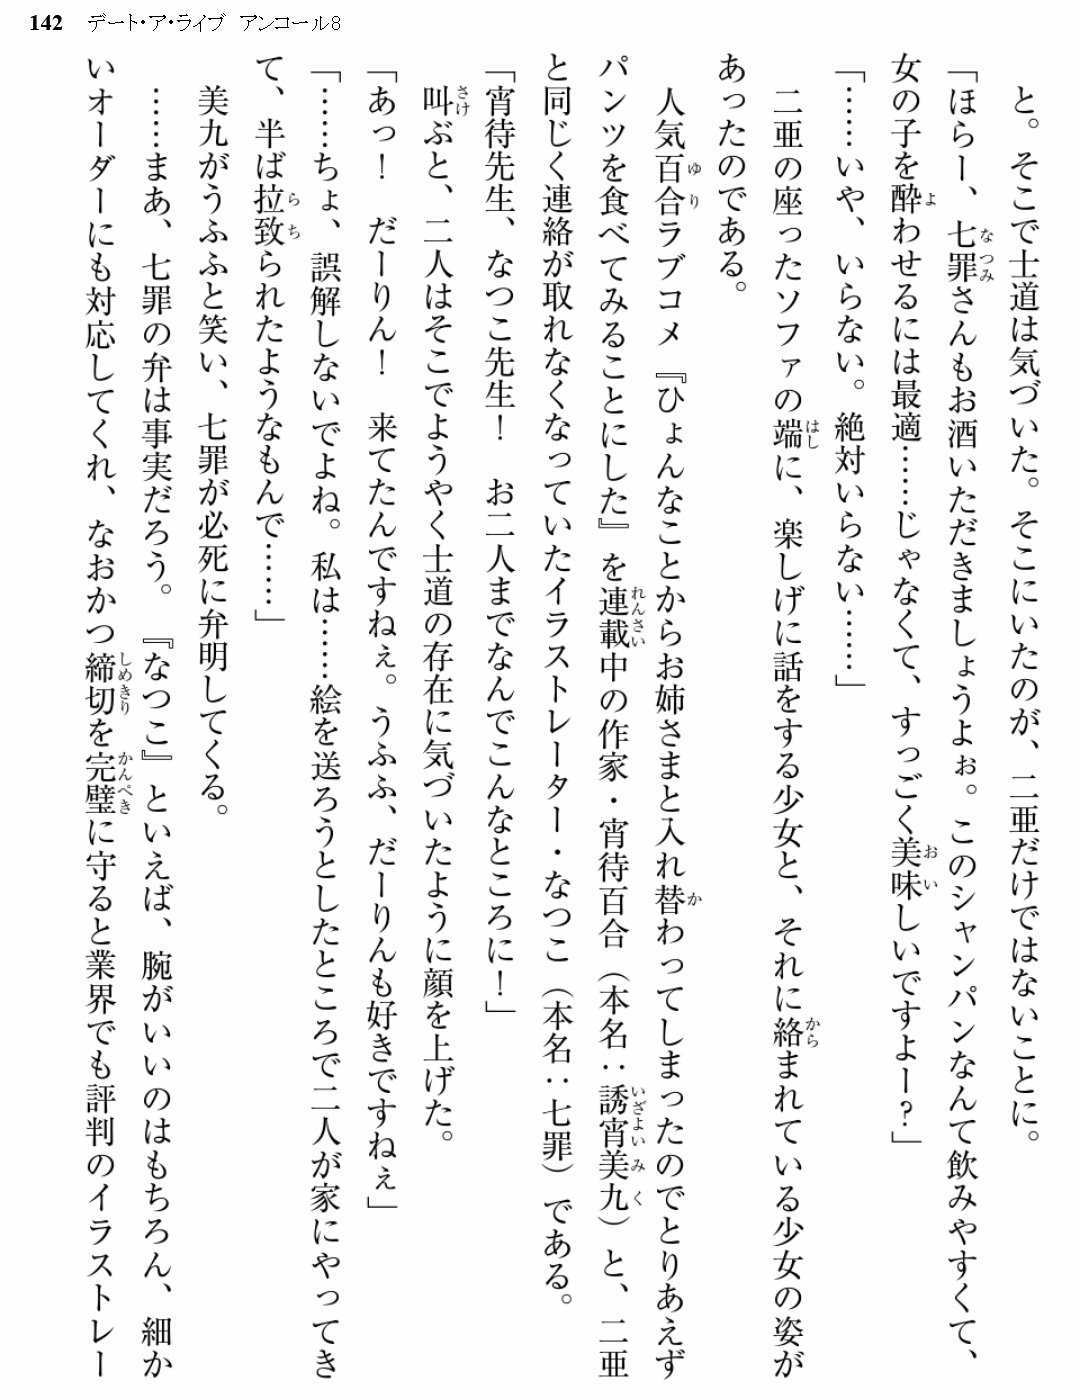 142 デート・ア・ライブ アンコール8
と。そこで士道は気づいた。そこにいたのが、二亜だけではないことに。
「ほらー、七罪さんもお酒いただきましょうよぉ。このシャンパンなんて飲みやすくて、
女の子を酔わせるには最適……じゃなくて、すっごく美味しいですよー?」
「……いや、いらない。絶対いらない……」
二亜の座ったソファの端に、楽しげに話をする少女と、それに絡まれている少女の姿が
あったのである。
人気百合ラブコメ『ひょんなことからお姉さまと入れ替わってしまったのでとりあえず
パンツを食べてみることにした』を連載中の作家・宵待百合(本名:誘宵美九)と、二亜
と同じく連絡が取れなくなっていたイラストレーター・なつこ(本名:七罪)である。
「宵待先生、なつこ先生! お二人までなんでこんなところに!」
叫ぶと、二人はそこでようやく士道の存在に気づいたように顔を上げた。
「あっ! だーりん! 来てたんですねぇ。うふふ、だーりんも好きですねぇ」
「……ちょ、誤解しないでよね。私は……絵を送ろうとしたところで二人が家にやってき
て、半ば拉致られたようなもんで……」
美九がうふふと笑い、七罪が必死に弁明してくる。
……まあ、七罪の弁は事実だろう。『なつこ』といえば、腕がいいのはもちろん、細か
いオーダーにも対応してくれ、なおかつ締切を完璧に守ると業界でも評判のイラストレー